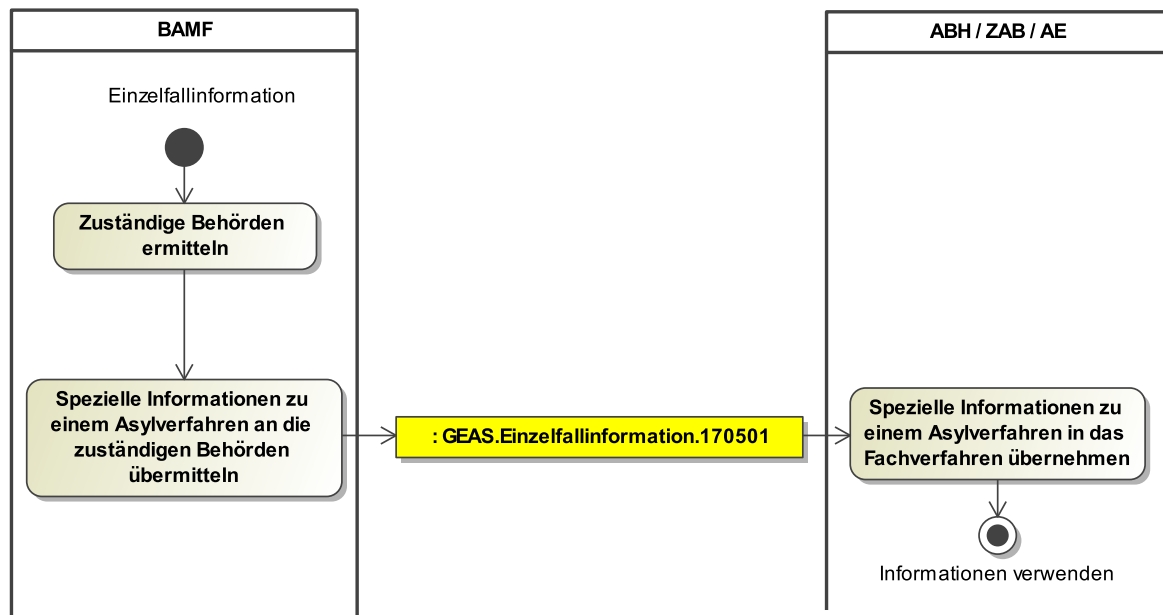 BAMF
ABH / ZAB / AE
Einzelfallinformation
Zuständige Behörden
ermitteln
Spezielle Informationen zu
einem Asylverfahren an die
zuständigen Behörden
übermitteln
: GEAS.Einzelfallinformation.170501
Spezielle Informationen zu
einem Asylverfahren in das
Fachverfahren übernehmen
Informationen verwenden